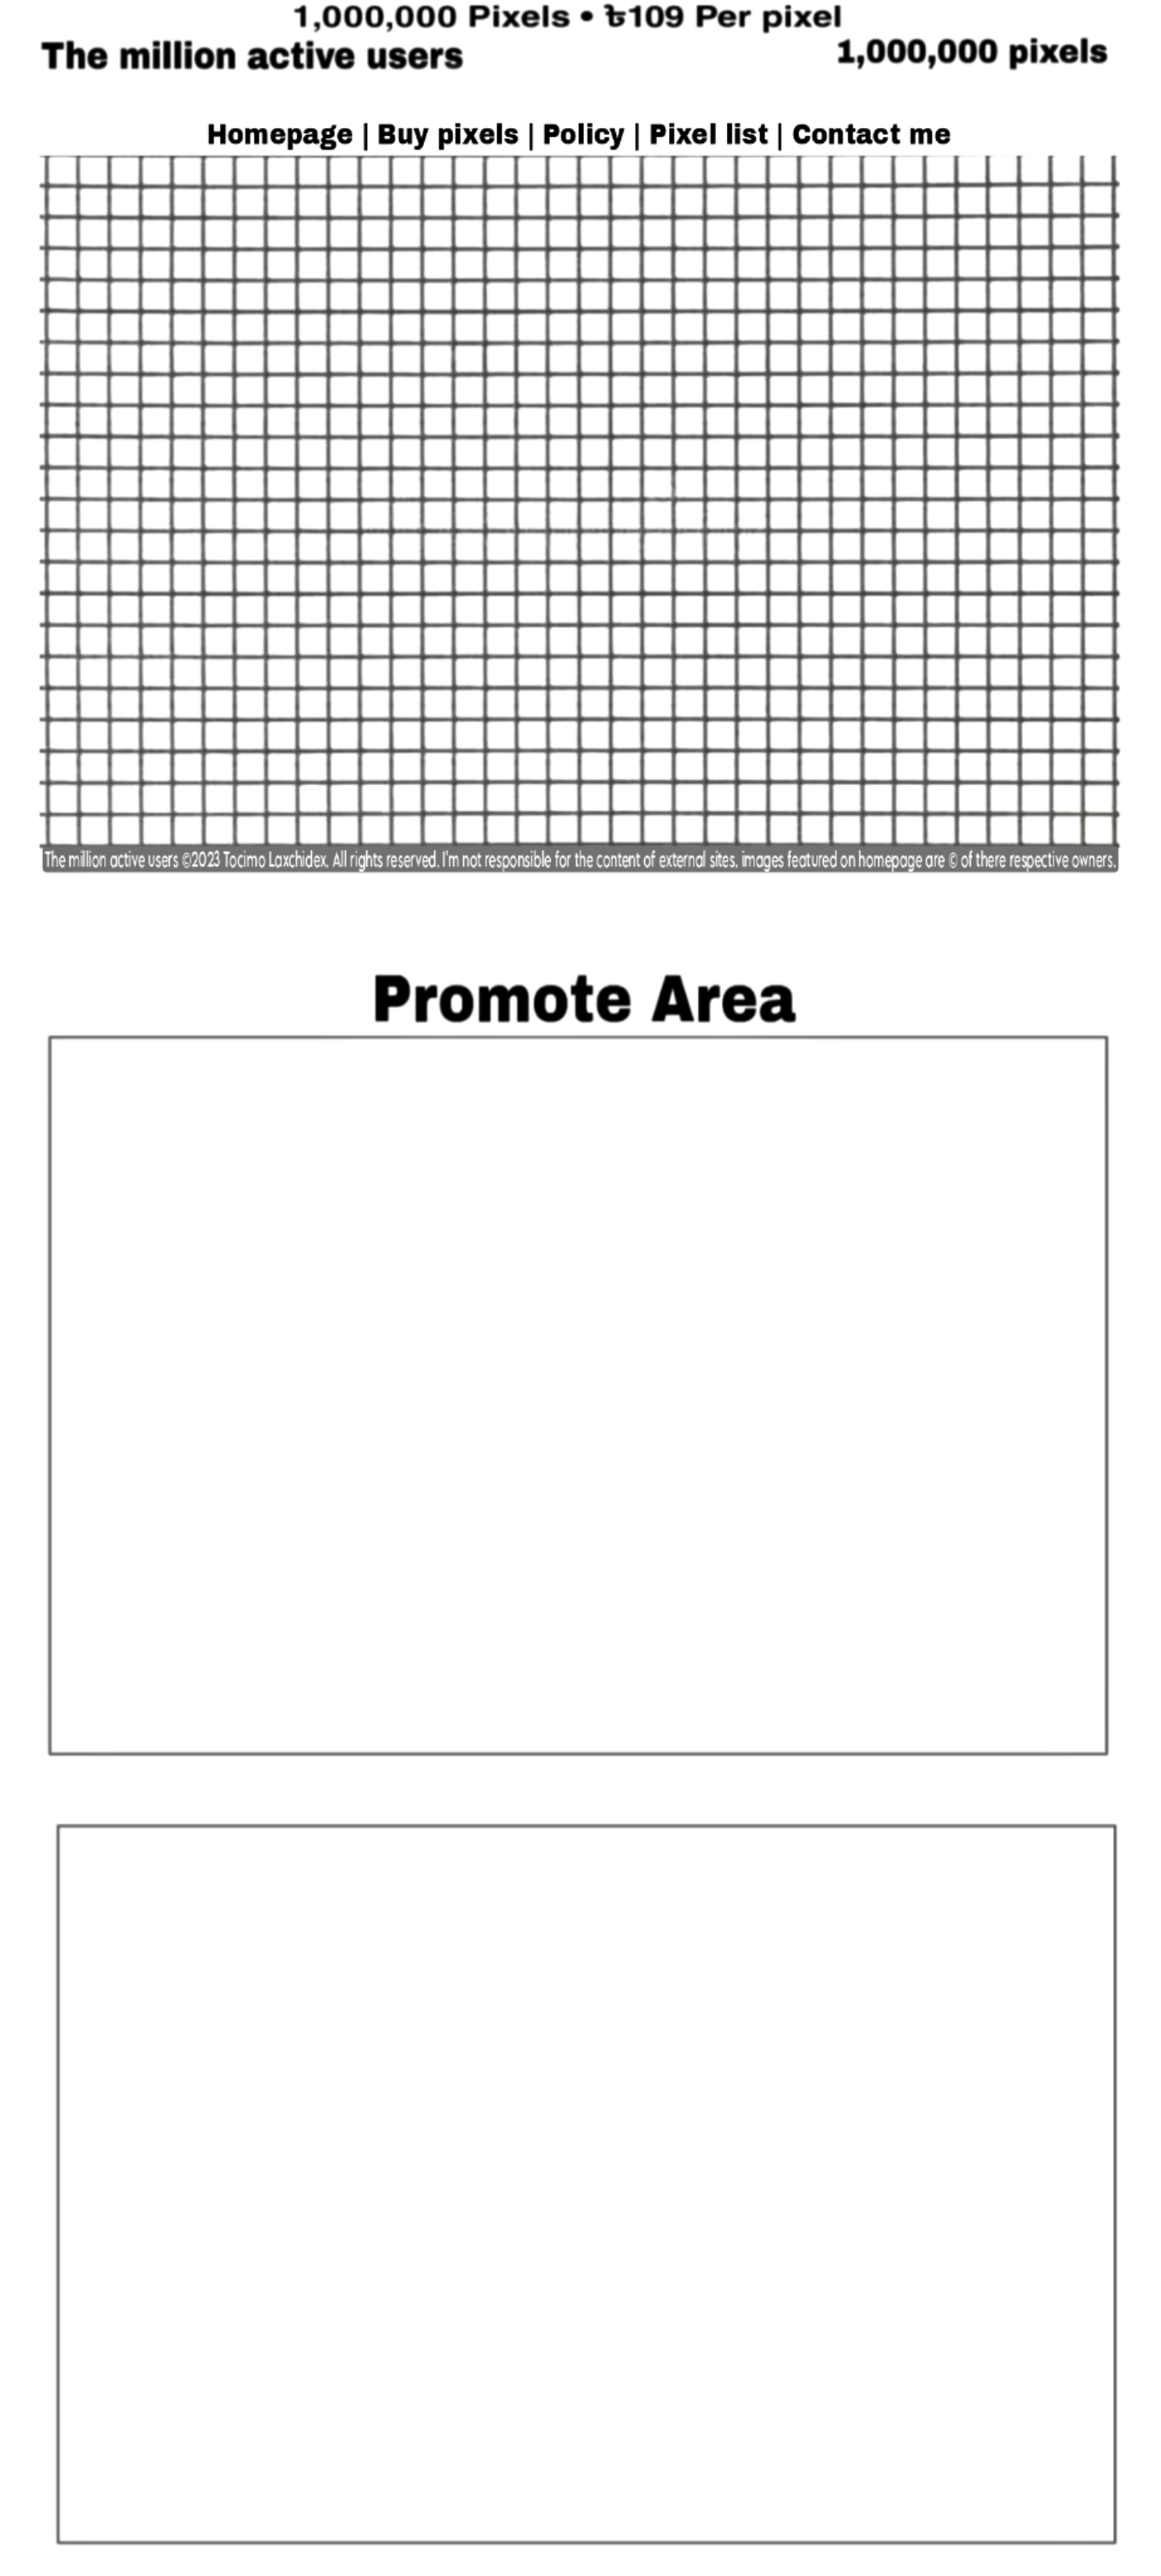 1,000,000 Pixels • ৳109 Per pixel
The million active users
1,000,000 pixels
Homepage | Buy pixels | Policy | Pixel list | Contact me
The million active users ©2023 Tocimo Laxchidex. All rights reserved. I'm not responsible for the content of external sites. images featured on homepage are © of there respective owners.
Promote Area